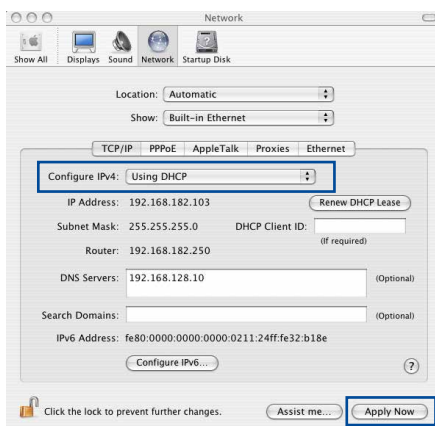 Network
Show All Displays Sound Network Startup Disk
Location: Automatic
Show: Built-in Ethernet
TCP/IP PPPoE AppleTalk Proxies Ethernet
Configure IPv4: Using DHCP
IP Address: 192.168.182.103 Renew DHCP Lease
Subnet Mask: 255.255.255.0 DHCP Client ID:
(If required)
Router: 192.168.182.250
DNS Servers: 192.168.128.10 (Optional)
Search Domains: (Optional)
IPv6 Address: fe80:0000:0000:0000:0211:24ff:fe32:b18e
Configure IPv6... ?
Click the lock to prevent further changes. Assist me... Apply Now